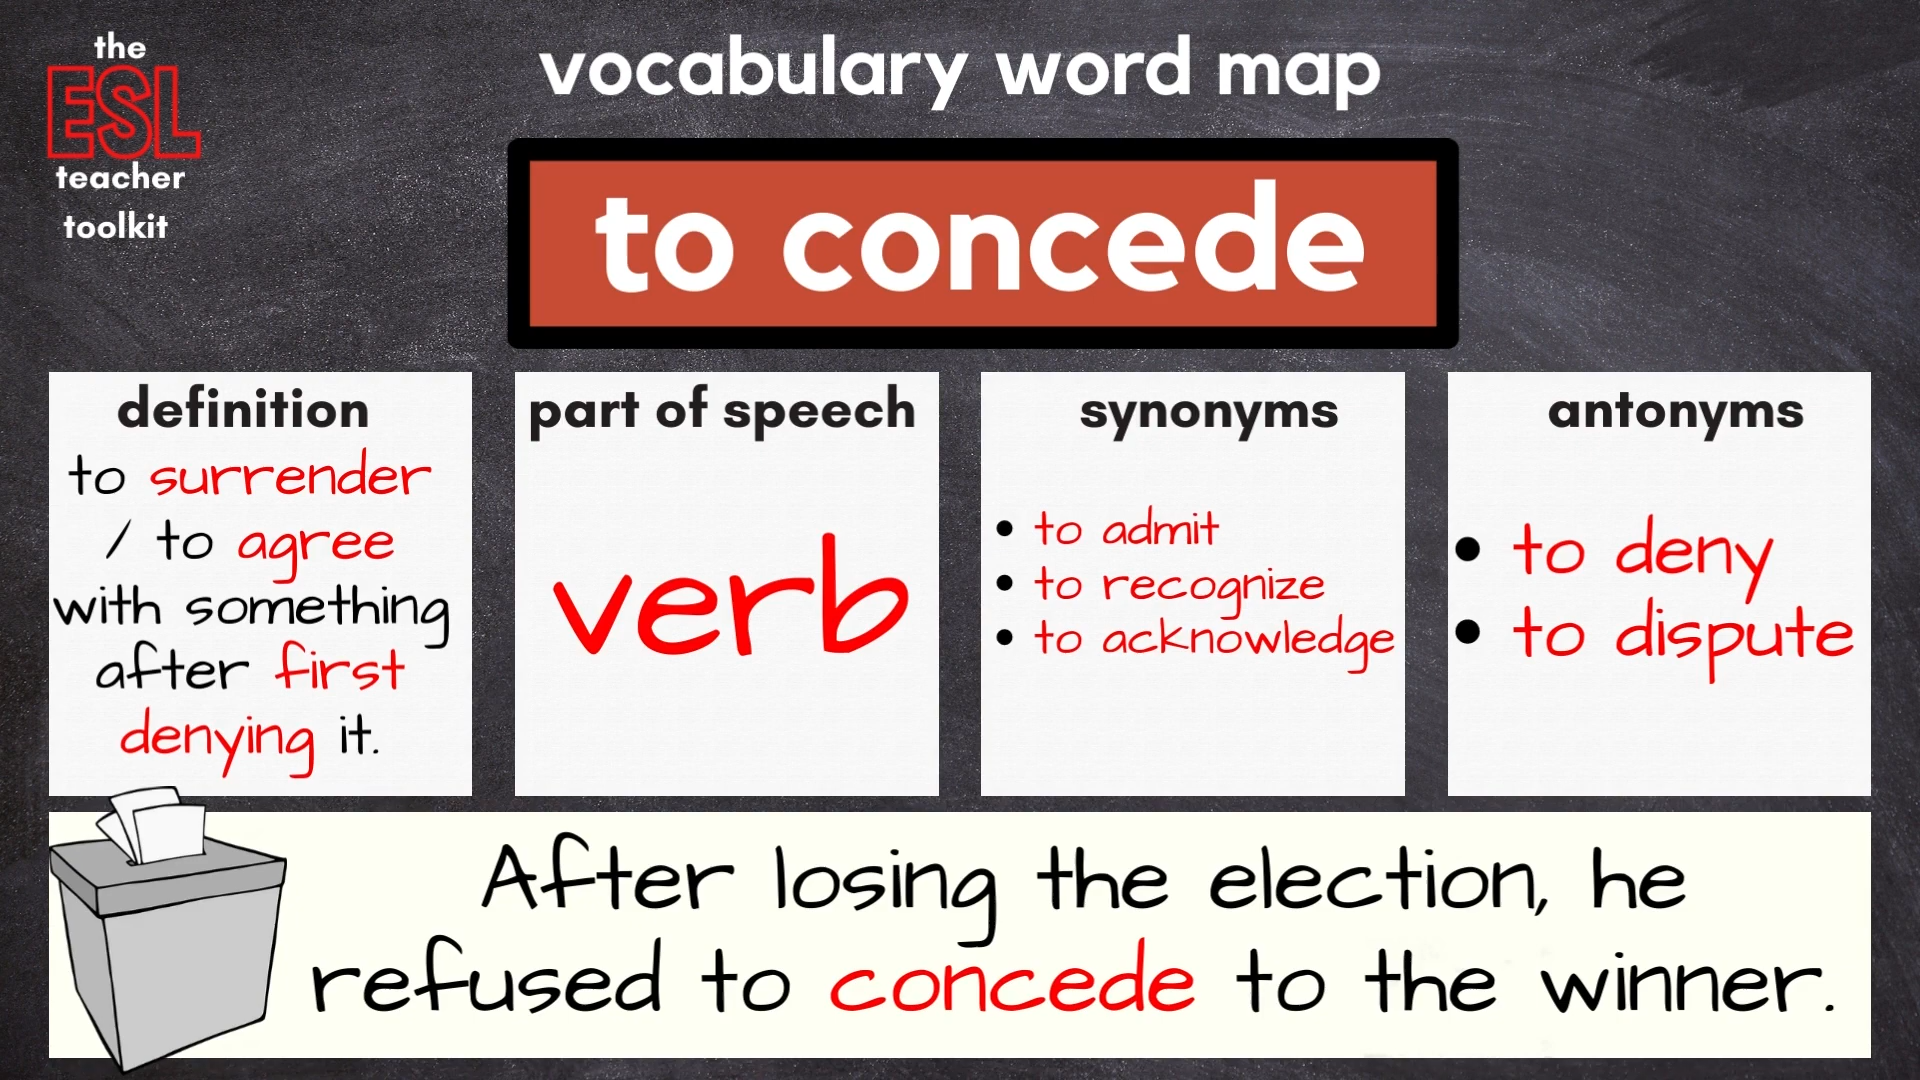 the
ESL
teacher
toolkit
vocabulary word map
to concede
definition
to surrender
/ to agree
with something
after first
denying it.
part of speech
verb
synonyms
• to admit
• to recognize
• to acknowledge
antonyms
• to deny
• to dispute
After losing the election, he
refused to concede to the winner.